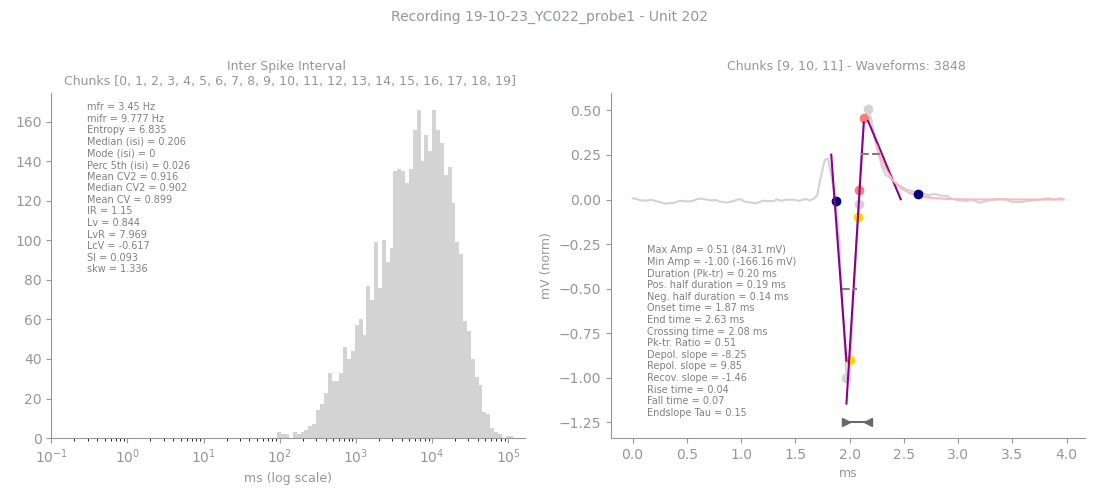 Recording 19-10-23_YC022_probe1 - Unit 202
Inter Spike Interval
Chunks [0, 1, 2, 3, 4, 5, 6, 7, 8, 9, 10, 11, 12, 13, 14, 15, 16, 17, 18, 19]
mfr = 3.45 Hz
mifr = 9.777 Hz
Entropy = 6.835
Median (isi) = 0.206
Mode (isi) = 0
Perc 5th (isi) = 0.026
Mean CV2 = 0.916
Median CV2 = 0.902
Mean CV = 0.899
IR = 1.15
Lv = 0.844
LvR = 7.969
LcV = -0.617
SI = 0.093
skw = 1.336
160
140
120
100
80
60
40
20
0
10⁻¹ 10⁰ 10¹ 10² 10³ 10⁴ 10⁵
ms (log scale)
Chunks [9, 10, 11] - Waveforms: 3848
mV (norm)
0.50
0.25
0.00
−0.25
−0.50
−0.75
−1.00
−1.25
Max Amp = 0.51 (84.31 mV)
Min Amp = -1.00 (-166.16 mV)
Duration (Pk-tr) = 0.20 ms
Pos. half duration = 0.19 ms
Neg. half duration = 0.14 ms
Onset time = 1.87 ms
End time = 2.63 ms
Crossing time = 2.08 ms
Pk-tr. Ratio = 0.51
Depol. slope = -8.25
Repol. slope = 9.85
Recov. slope = -1.46
Rise time = 0.04
Fall time = 0.07
Endslope Tau = 0.15
0.0 0.5 1.0 1.5 2.0 2.5 3.0 3.5 4.0
ms